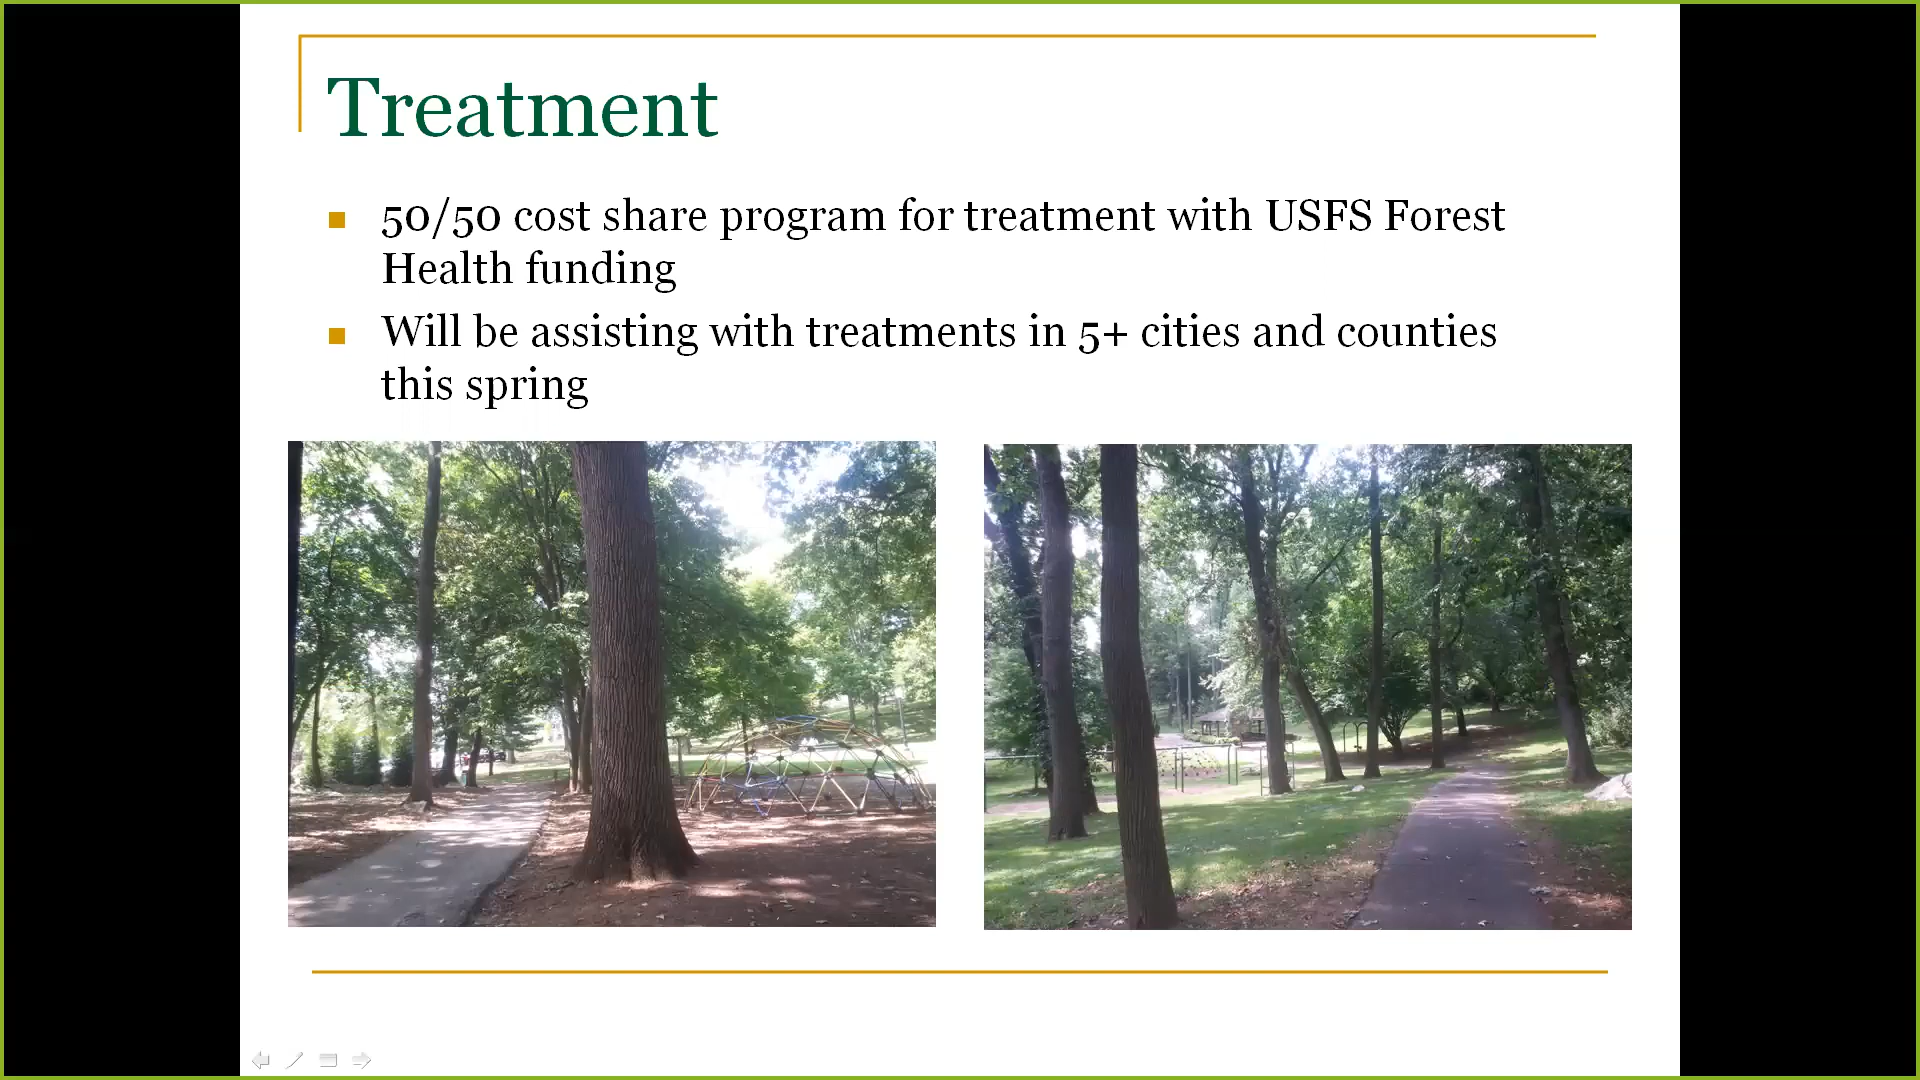 Treatment
50/50 cost share program for treatment with USFS Forest
Health funding
Will be assisting with treatments in 5+ cities and counties
this spring